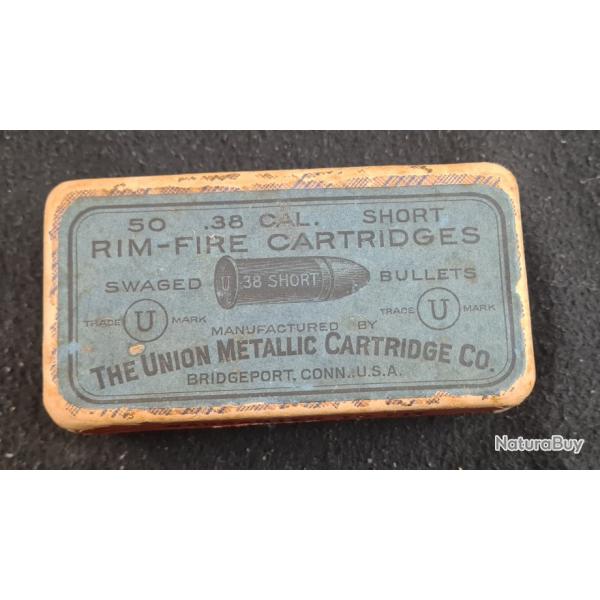 50 .38 CAL. SHORT
RIM-FIRE CARTRIDGES
SWAGED U .38 SHORT BULLETS
TRADE U MARK TRADE U MARK
MANUFACTURED BY
THE UNION METALLIC CARTRIDGE CO.
BRIDGEPORT, CONN., U.S.A.
NaturaBuy